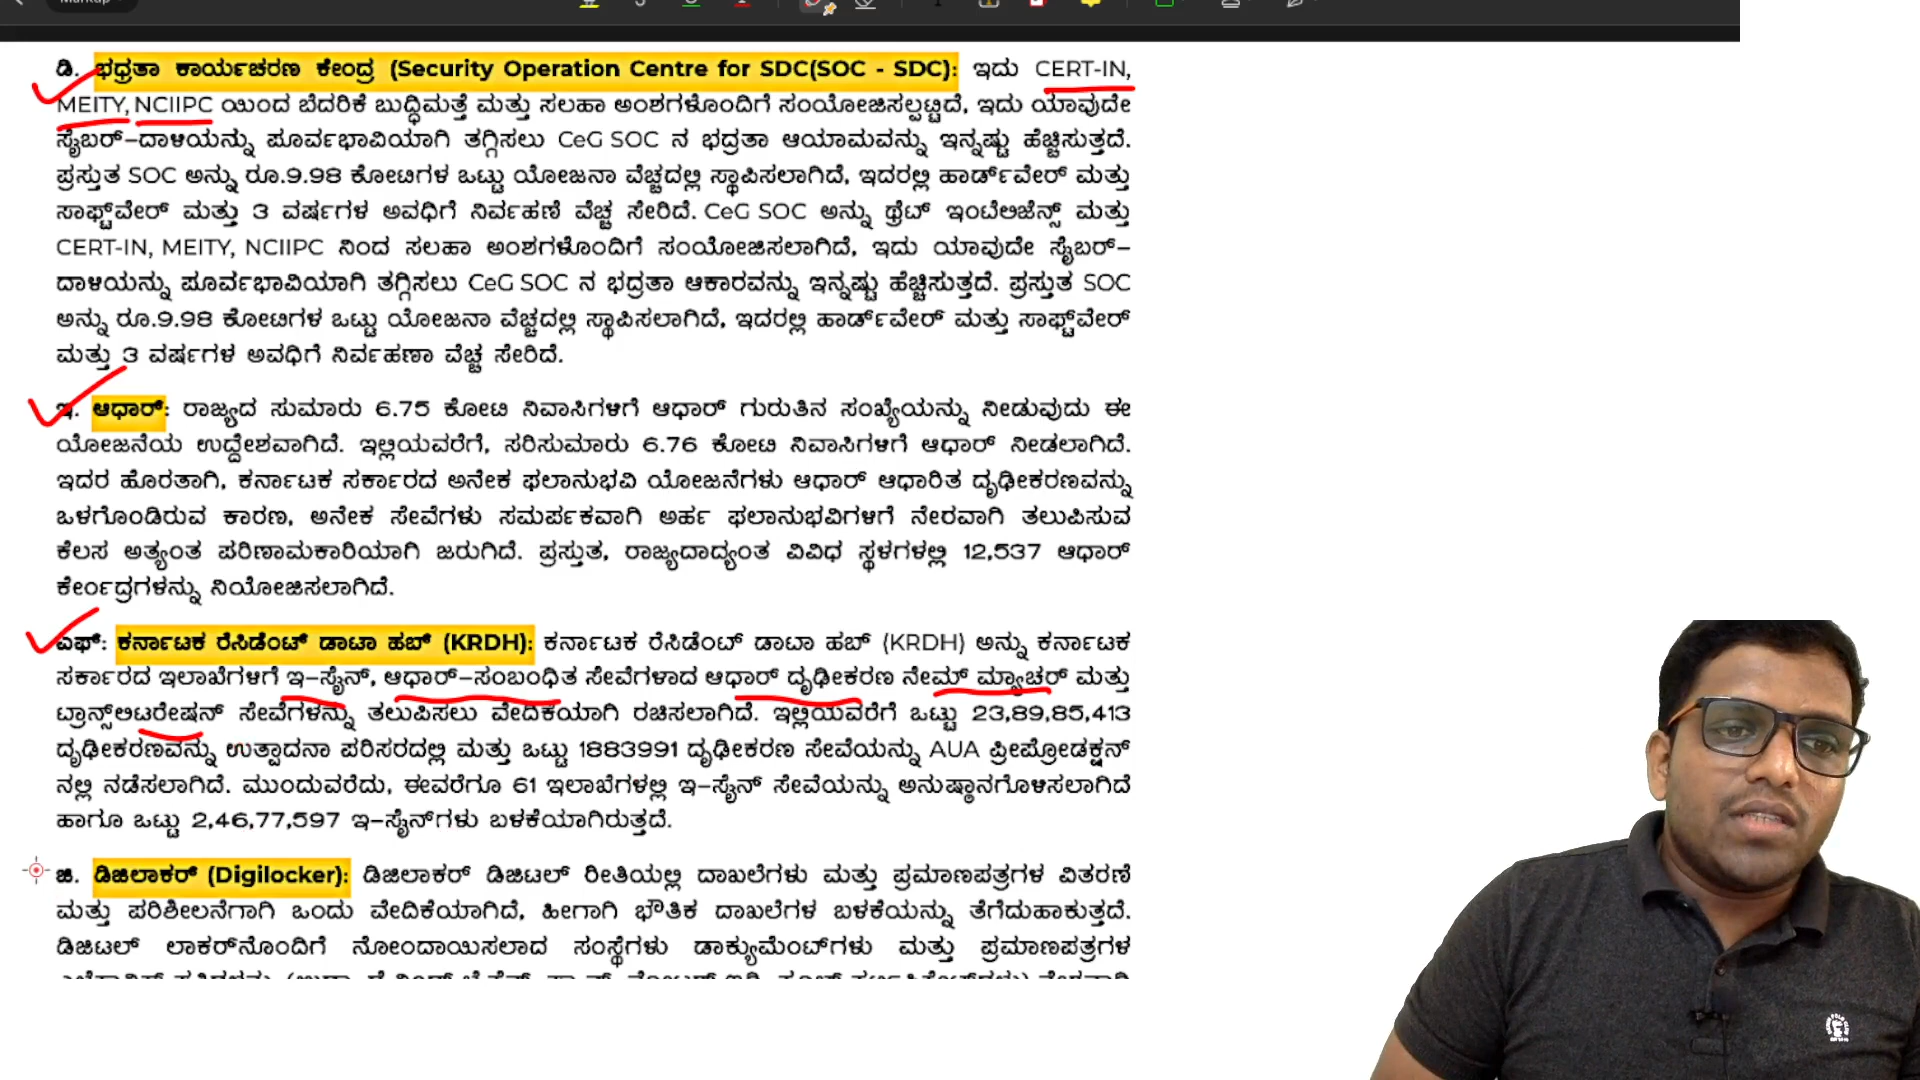 ಡಿ. ಭದ್ರತಾ ಕಾರ್ಯಚರಣ ಕೇಂದ್ರ (Security Operation Centre for SDC(SOC - SDC): ಇದು CERT-IN,
MEITY, NCIIPC ಯಿಂದ ಬೆದರಿಕೆ ಬುದ್ಧಿಮತ್ತೆ ಮತ್ತು ಸಲಹಾ ಅಂಶಗಳೊಂದಿಗೆ ಸಂಯೋಜಿಸಲ್ಪಟ್ಟಿದೆ, ಇದು ಯಾವುದೇ
ಸೈಬರ್–ದಾಳಿಯನ್ನು ಪೂರ್ವಭಾವಿಯಾಗಿ ತಗ್ಗಿಸಲು CeG SOC ನ ಭದ್ರತಾ ಆಯಾಮವನ್ನು ಇನ್ನಷ್ಟು ಹೆಚ್ಚಿಸುತ್ತದೆ.
ಪ್ರಸ್ತುತ SOC ಅನ್ನು ರೂ.9.98 ಕೋಟಿಗಳ ಒಟ್ಟು ಯೋಜನಾ ವೆಚ್ಚದಲ್ಲಿ ಸ್ಥಾಪಿಸಲಾಗಿದೆ, ಇದರಲ್ಲಿ ಹಾರ್ಡ್‌ವೇರ್ ಮತ್ತು
ಸಾಫ್ಟ್‌ವೇರ್ ಮತ್ತು 3 ವರ್ಷಗಳ ಅವಧಿಗೆ ನಿರ್ವಹಣೆ ವೆಚ್ಚ ಸೇರಿದೆ. CeG SOC ಅನ್ನು ಥ್ರೆಟ್ ಇಂಟೆಲಿಜೆನ್ಸ್ ಮತ್ತು
CERT-IN, MEITY, NCIIPC ನಿಂದ ಸಲಹಾ ಅಂಶಗಳೊಂದಿಗೆ ಸಂಯೋಜಿಸಲಾಗಿದೆ, ಇದು ಯಾವುದೇ ಸೈಬರ್–
ದಾಳಿಯನ್ನು ಪೂರ್ವಭಾವಿಯಾಗಿ ತಗ್ಗಿಸಲು CeG SOC ನ ಭದ್ರತಾ ಆಕಾರವನ್ನು ಇನ್ನಷ್ಟು ಹೆಚ್ಚಿಸುತ್ತದೆ. ಪ್ರಸ್ತುತ SOC
ಅನ್ನು ರೂ.9.98 ಕೋಟಿಗಳ ಒಟ್ಟು ಯೋಜನಾ ವೆಚ್ಚದಲ್ಲಿ ಸ್ಥಾಪಿಸಲಾಗಿದೆ, ಇದರಲ್ಲಿ ಹಾರ್ಡ್‌ವೇರ್ ಮತ್ತು ಸಾಫ್ಟ್‌ವೇರ್
ಮತ್ತು 3 ವರ್ಷಗಳ ಅವಧಿಗೆ ನಿರ್ವಹಣಾ ವೆಚ್ಚ ಸೇರಿದೆ.
ಇ. ಆಧಾರ್: ರಾಜ್ಯದ ಸುಮಾರು 6.75 ಕೋಟಿ ನಿವಾಸಿಗಳಿಗೆ ಆಧಾರ್ ಗುರುತಿನ ಸಂಖ್ಯೆಯನ್ನು ನೀಡುವುದು ಈ
ಯೋಜನೆಯ ಉದ್ದೇಶವಾಗಿದೆ. ಇಲ್ಲಿಯವರೆಗೆ, ಸರಿಸುಮಾರು 6.76 ಕೋಟಿ ನಿವಾಸಿಗಳಿಗೆ ಆಧಾರ್ ನೀಡಲಾಗಿದೆ.
ಇದರ ಹೊರತಾಗಿ, ಕರ್ನಾಟಕ ಸರ್ಕಾರದ ಅನೇಕ ಫಲಾನುಭವಿ ಯೋಜನೆಗಳು ಆಧಾರ್ ಆಧಾರಿತ ದೃಢೀಕರಣವನ್ನು
ಒಳಗೊಂಡಿರುವ ಕಾರಣ, ಅನೇಕ ಸೇವೆಗಳು ಸಮರ್ಪಕವಾಗಿ ಅರ್ಹ ಫಲಾನುಭವಿಗಳಿಗೆ ನೇರವಾಗಿ ತಲುಪಿಸುವ
ಕೆಲಸ ಅತ್ಯಂತ ಪರಿಣಾಮಕಾರಿಯಾಗಿ ಜರುಗಿದೆ. ಪ್ರಸ್ತುತ, ರಾಜ್ಯದಾದ್ಯಂತ ವಿವಿಧ ಸ್ಥಳಗಳಲ್ಲಿ 12,537 ಆಧಾರ್
ಕೇರ್ಂದ್ರಗಳನ್ನು ನಿಯೋಜಿಸಲಾಗಿದೆ.
ಎಫ್: ಕರ್ನಾಟಕ ರೆಸಿಡೆಂಟ್ ಡಾಟಾ ಹಬ್ (KRDH): ಕರ್ನಾಟಕ ರೆಸಿಡೆಂಟ್ ಡಾಟಾ ಹಬ್ (KRDH) ಅನ್ನು ಕರ್ನಾಟಕ
ಸರ್ಕಾರದ ಇಲಾಖೆಗಳಿಗೆ ಇ–ಸೈನ್, ಆಧಾರ್–ಸಂಬಂಧಿತ ಸೇವೆಗಳಾದ ಆಧಾರ್ ದೃಢೀಕರಣ ನೇಮ್ ಮ್ಯಾಚರ್ ಮತ್ತು
ಟ್ರಾನ್ಸ್‌ಲಿಟರೇಷನ್ ಸೇವೆಗಳನ್ನು ತಲುಪಿಸಲು ವೇದಿಕೆಯಾಗಿ ರಚಿಸಲಾಗಿದೆ. ಇಲ್ಲಿಯವರೆಗೆ ಒಟ್ಟು 23,89,85,413
ದೃಢೀಕರಣವನ್ನು ಉತ್ಪಾದನಾ ಪರಿಸರದಲ್ಲಿ ಮತ್ತು ಒಟ್ಟು 1883991 ದೃಢೀಕರಣ ಸೇವೆಯನ್ನು AUA ಪ್ರೀಪ್ರೋಡಕ್ಷನ್
ನಲ್ಲಿ ನಡೆಸಲಾಗಿದೆ. ಮುಂದುವರೆದು, ಈವರೆಗೂ 61 ಇಲಾಖೆಗಳಲ್ಲಿ ಇ–ಸೈನ್ ಸೇವೆಯನ್ನು ಅನುಷ್ಠಾನಗೊಳಿಸಲಾಗಿದೆ
ಹಾಗೂ ಒಟ್ಟು 2,46,77,597 ಇ–ಸೈನ್‌ಗಳು ಬಳಕೆಯಾಗಿರುತ್ತದೆ.
ಜಿ. ಡಿಜಿಲಾಕರ್ (Digilocker): ಡಿಜಿಲಾಕರ್ ಡಿಜಿಟಲ್ ರೀತಿಯಲ್ಲಿ ದಾಖಲೆಗಳು ಮತ್ತು ಪ್ರಮಾಣಪತ್ರಗಳ ವಿತರಣೆ
ಮತ್ತು ಪರಿಶೀಲನೆಗಾಗಿ ಒಂದು ವೇದಿಕೆಯಾಗಿದೆ, ಹೀಗಾಗಿ ಭೌತಿಕ ದಾಖಲೆಗಳ ಬಳಕೆಯನ್ನು ತೆಗೆದುಹಾಕುತ್ತದೆ.
ಡಿಜಿಟಲ್ ಲಾಕರ್‌ನೊಂದಿಗೆ ನೋಂದಾಯಿಸಲಾದ ಸಂಸ್ಥೆಗಳು ಡಾಕ್ಯುಮೆಂಟ್‌ಗಳು ಮತ್ತು ಪ್ರಮಾಣಪತ್ರಗಳ